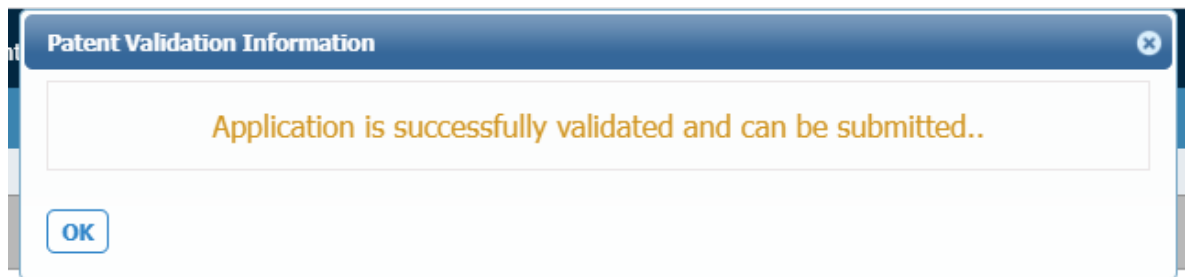 Patent Validation Information
Application is successfully validated and can be submitted..
OK